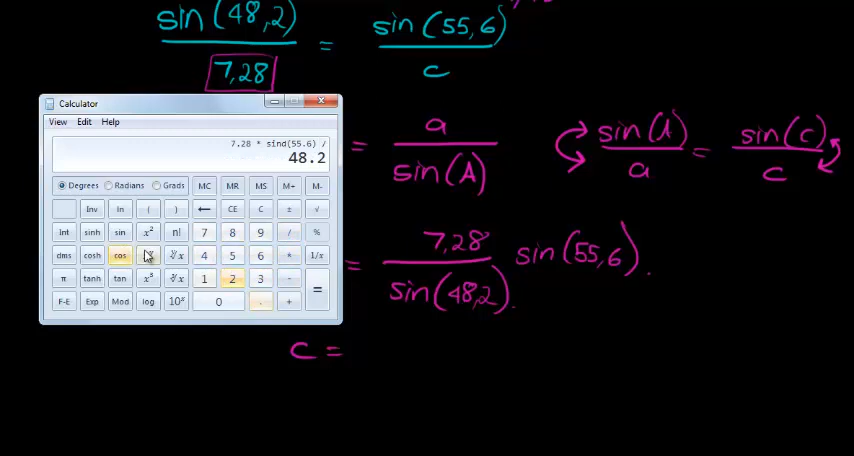 sin(48,2) / 7,28 = sin(55,6) / c
Calculator
View Edit Help
7.28 * sind(55.6) /
48.2
Degrees Radians Grads MC MR MS M+ M-
Inv ln ( ) ← CE C ± √
Int sinh sin x² n! 7 8 9 / %
dms cosh cos 4 5 6 * 1/x
π tanh tan x³ ∛x 1 2 3 -
F-E Exp Mod log 10ˣ 0 . + =
= a / sin(A)
sin(A) / a = sin(C) / c
= 7,28 / sin(48,2) . sin(55,6) .
c =